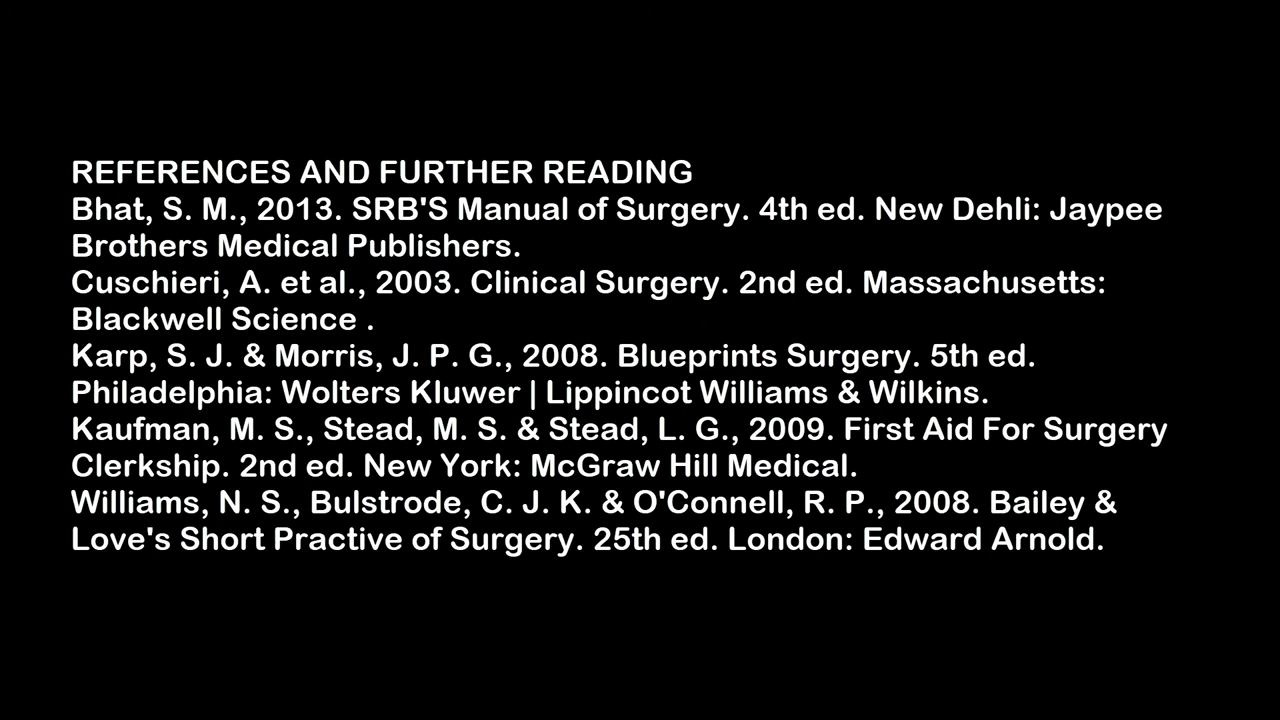 REFERENCES AND FURTHER READING
Bhat, S. M., 2013. SRB'S Manual of Surgery. 4th ed. New Dehli: Jaypee
Brothers Medical Publishers.
Cuschieri, A. et al., 2003. Clinical Surgery. 2nd ed. Massachusetts:
Blackwell Science .
Karp, S. J. & Morris, J. P. G., 2008. Blueprints Surgery. 5th ed.
Philadelphia: Wolters Kluwer | Lippincot Williams & Wilkins.
Kaufman, M. S., Stead, M. S. & Stead, L. G., 2009. First Aid For Surgery
Clerkship. 2nd ed. New York: McGraw Hill Medical.
Williams, N. S., Bulstrode, C. J. K. & O'Connell, R. P., 2008. Bailey &
Love's Short Practive of Surgery. 25th ed. London: Edward Arnold.